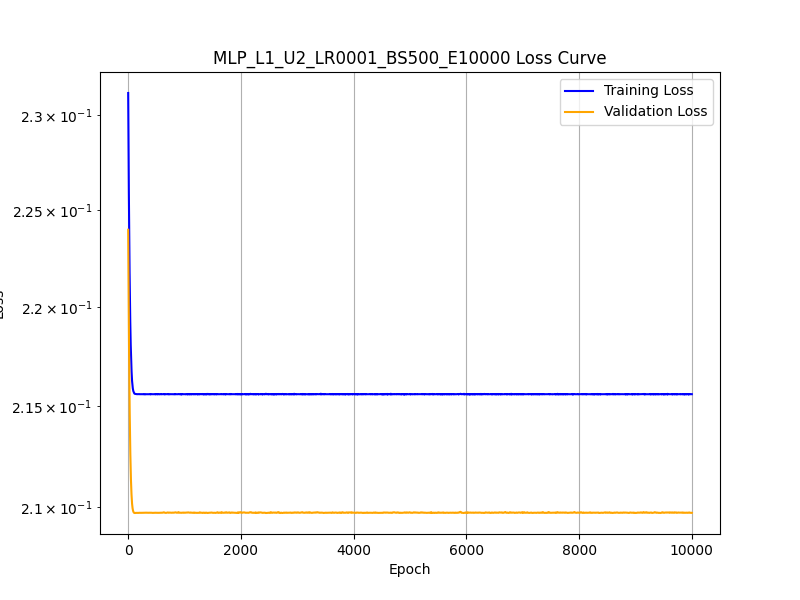 MLP_L1_U2_LR0001_BS500_E10000 Loss Curve
Training Loss
Validation Loss
2.3 × 10⁻¹
2.25 × 10⁻¹
2.2 × 10⁻¹
2.15 × 10⁻¹
2.1 × 10⁻¹
Loss
0 2000 4000 6000 8000 10000
Epoch